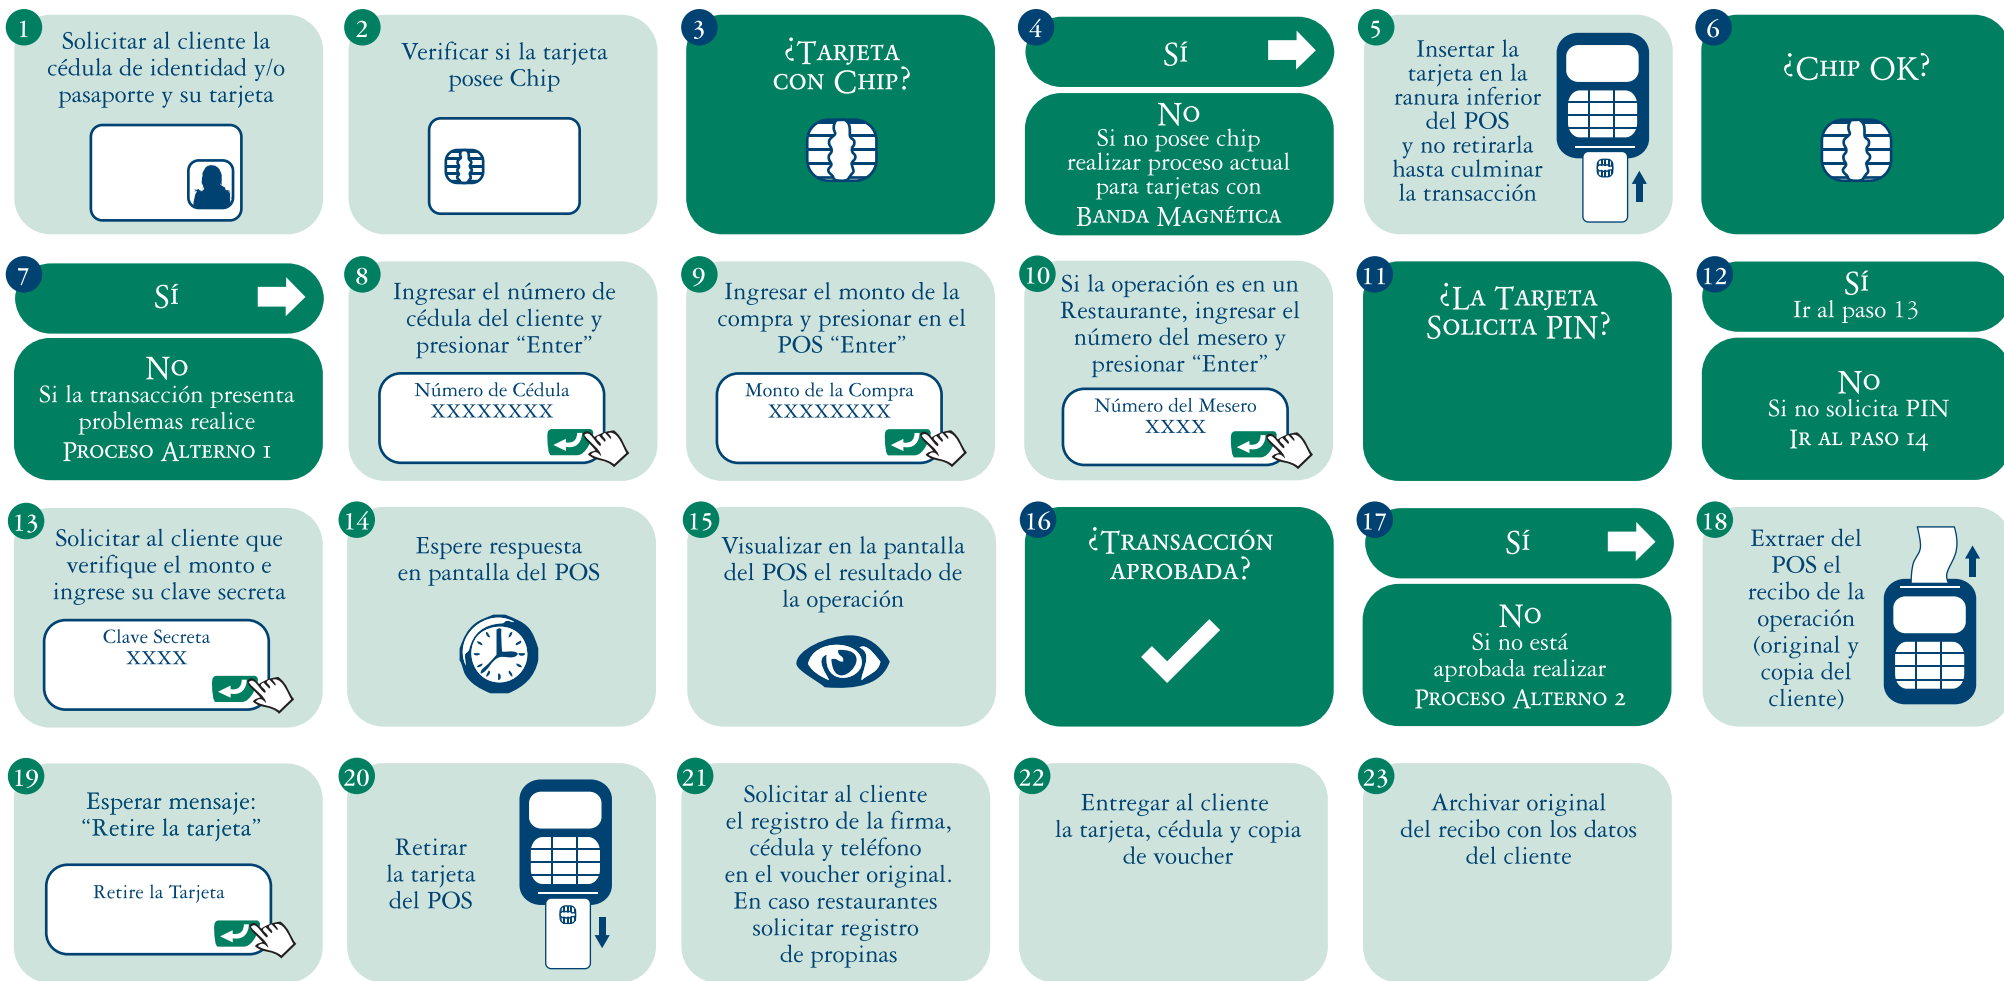 1
Solicitar al cliente la
cédula de identidad y/o
pasaporte y su tarjeta
2
Verificar si la tarjeta
posee Chip
3
¿Tarjeta
con Chip?
4
Sí
No
Si no posee chip
realizar proceso actual
para tarjetas con
Banda Magnética
5
Insertar la
tarjeta en la
ranura inferior
del POS
y no retirarla
hasta culminar
la transacción
6
¿Chip OK?
7
Sí
No
Si la transacción presenta
problemas realice
Proceso Alterno 1
8
Ingresar el número de
cédula del cliente y
presionar “Enter”
Número de Cédula
XXXXXXXX
9
Ingresar el monto de la
compra y presionar en el
POS “Enter”
Monto de la Compra
XXXXXXXX
10
Si la operación es en un
Restaurante, ingresar el
número del mesero y
presionar “Enter”
Número del Mesero
XXXX
11
¿La Tarjeta
Solicita PIN?
12
Sí
Ir al paso 13
No
Si no solicita PIN
Ir al paso 14
13
Solicitar al cliente que
verifique el monto e
ingrese su clave secreta
Clave Secreta
XXXX
14
Espere respuesta
en pantalla del POS
15
Visualizar en la pantalla
del POS el resultado de
la operación
16
¿Transacción
aprobada?
17
Sí
No
Si no está
aprobada realizar
Proceso Alterno 2
18
Extraer del
POS el
recibo de la
operación
(original y
copia del
cliente)
19
Esperar mensaje:
“Retire la tarjeta”
Retire la Tarjeta
20
Retirar
la tarjeta
del POS
21
Solicitar al cliente
el registro de la firma,
cédula y teléfono
en el voucher original.
En caso restaurantes
solicitar registro
de propinas
22
Entregar al cliente
la tarjeta, cédula y copia
de voucher
23
Archivar original
del recibo con los datos
del cliente